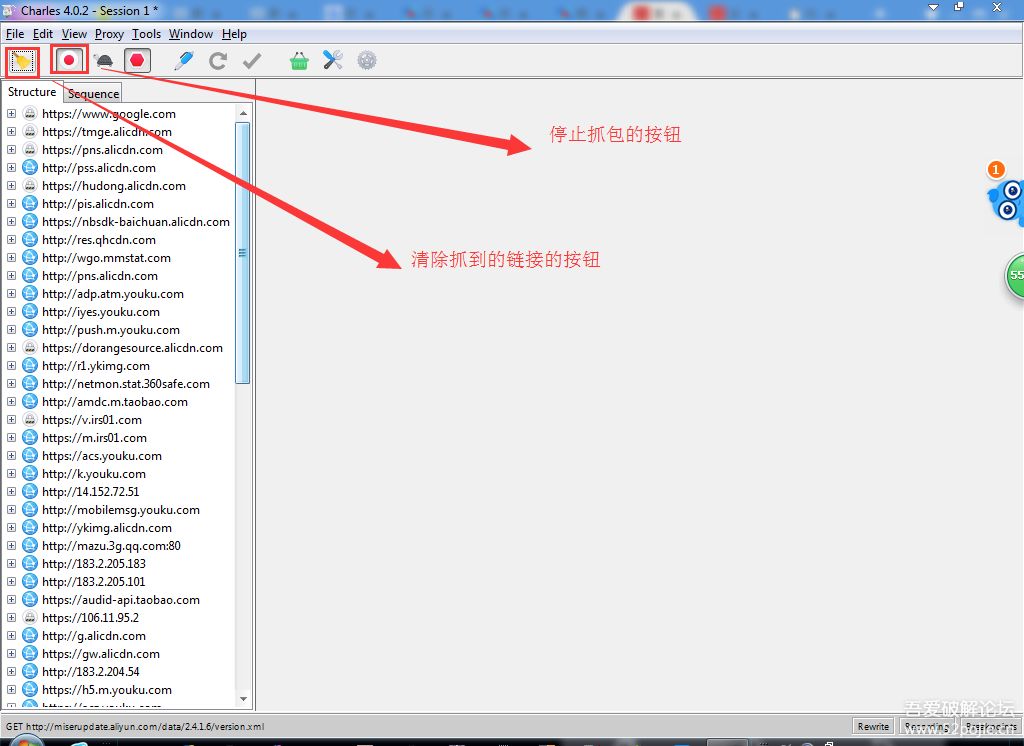 Charles 4.0.2 - Session 1 *
File Edit View Proxy Tools Window Help
Structure Sequence
https://www.google.com
https://tmge.alicdn.com
停止抓包的按钮
https://pns.alicdn.com
http://pss.alicdn.com
1
https://hudong.alicdn.com
http://pis.alicdn.com
https://nbsdk-baichuan.alicdn.com
http://res.qhcdn.com
http://wgo.mmstat.com
清除抓到的链接的按钮
http://pns.alicdn.com
55
http://adp.atm.youku.com
http://iyes.youku.com
http://push.m.youku.com
https://dorangesource.alicdn.com
http://r1.ykimg.com
http://netmon.stat.360safe.com
http://amdc.m.taobao.com
https://v.irs01.com
https://m.irs01.com
https://acs.youku.com
http://k.youku.com
http://14.152.72.51
http://mobilemsg.youku.com
http://ykimg.alicdn.com
http://mazu.3g.qq.com:80
http://183.2.205.183
http://183.2.205.101
https://audid-api.taobao.com
https://106.11.95.2
http://g.alicdn.com
https://gw.alicdn.com
http://183.2.204.54
https://h5.m.youku.com
吾爱破解论坛
GET http://miserupdate.aliyun.com/data/2.4.1.6/version.xml
Rewrite Recording Breakpoints
www.52pojie.cn